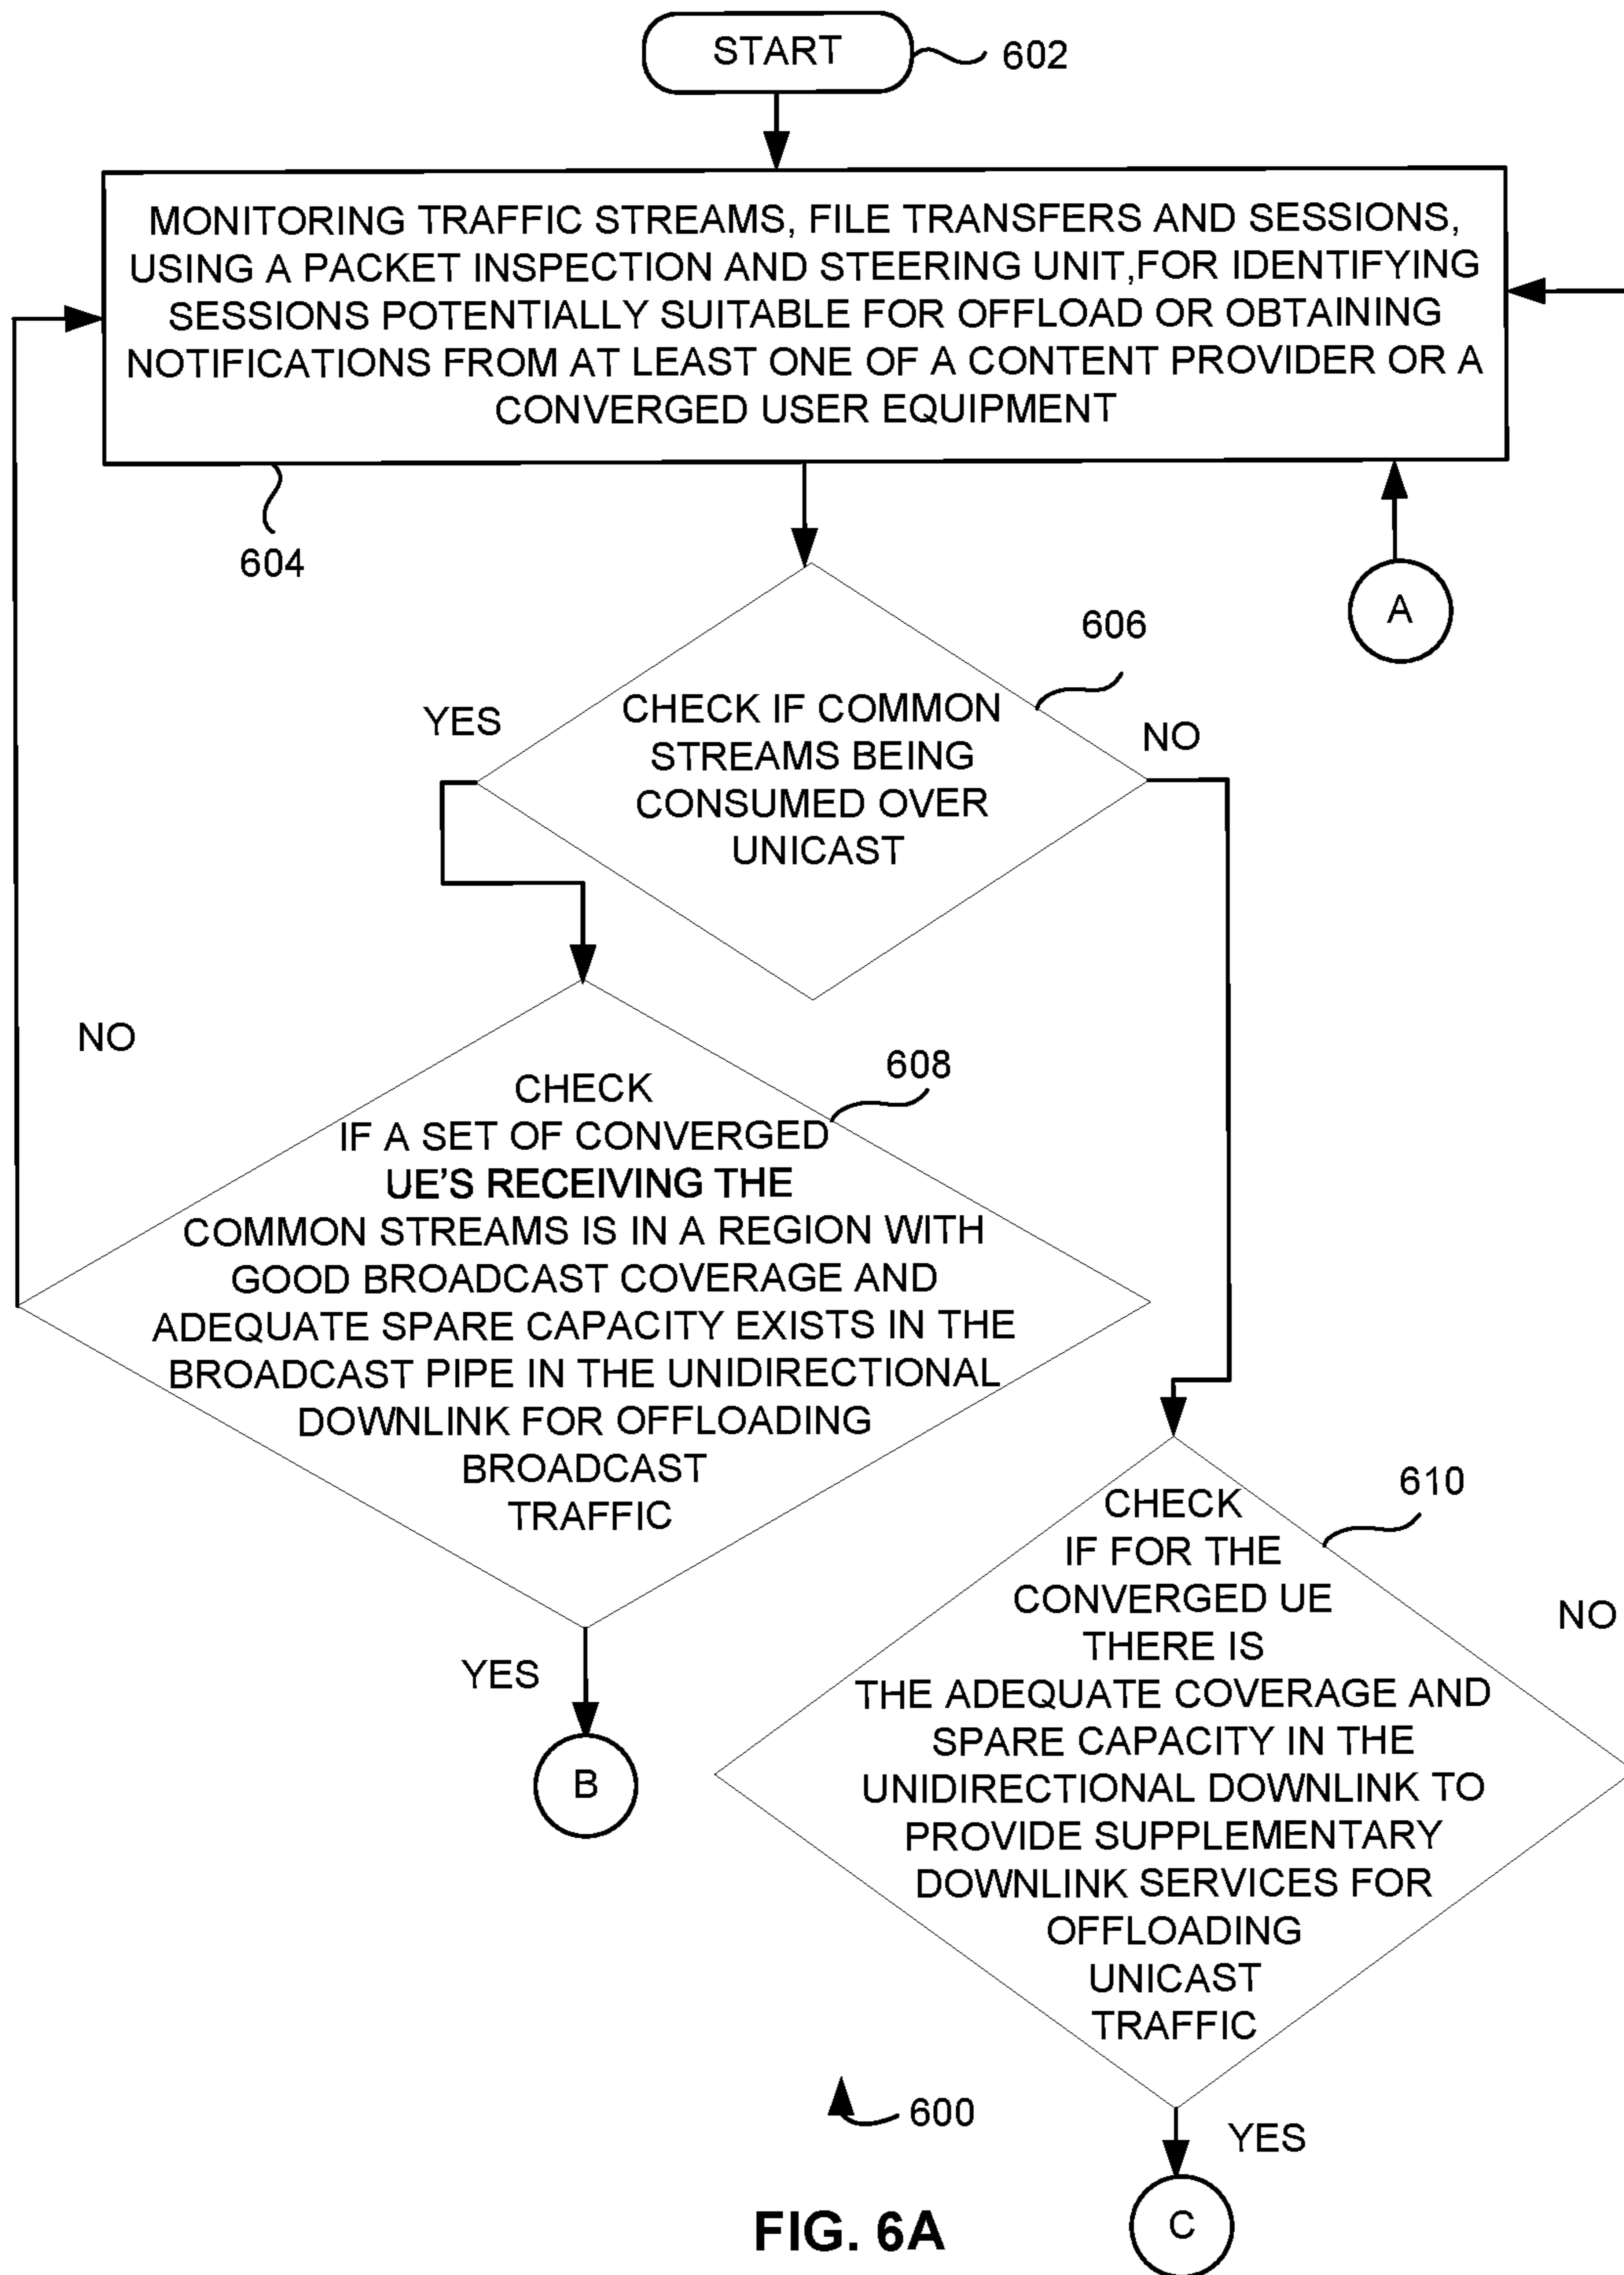 START
602
MONITORING TRAFFIC STREAMS, FILE TRANSFERS AND SESSIONS,
USING A PACKET INSPECTION AND STEERING UNIT,FOR IDENTIFYING
SESSIONS POTENTIALLY SUITABLE FOR OFFLOAD OR OBTAINING
NOTIFICATIONS FROM AT LEAST ONE OF A CONTENT PROVIDER OR A
CONVERGED USER EQUIPMENT
604
A
606
YES
CHECK IF COMMON
STREAMS BEING
CONSUMED OVER
UNICAST
NO
NO
608
CHECK
IF A SET OF CONVERGED
UE'S RECEIVING THE
COMMON STREAMS IS IN A REGION WITH
GOOD BROADCAST COVERAGE AND
ADEQUATE SPARE CAPACITY EXISTS IN THE
BROADCAST PIPE IN THE UNIDIRECTIONAL
DOWNLINK FOR OFFLOADING
BROADCAST
TRAFFIC
YES
B
610
CHECK
IF FOR THE
CONVERGED UE
THERE IS
THE ADEQUATE COVERAGE AND
SPARE CAPACITY IN THE
UNIDIRECTIONAL DOWNLINK TO
PROVIDE SUPPLEMENTARY
DOWNLINK SERVICES FOR
OFFLOADING
UNICAST
TRAFFIC
NO
600
YES
C
FIG. 6A